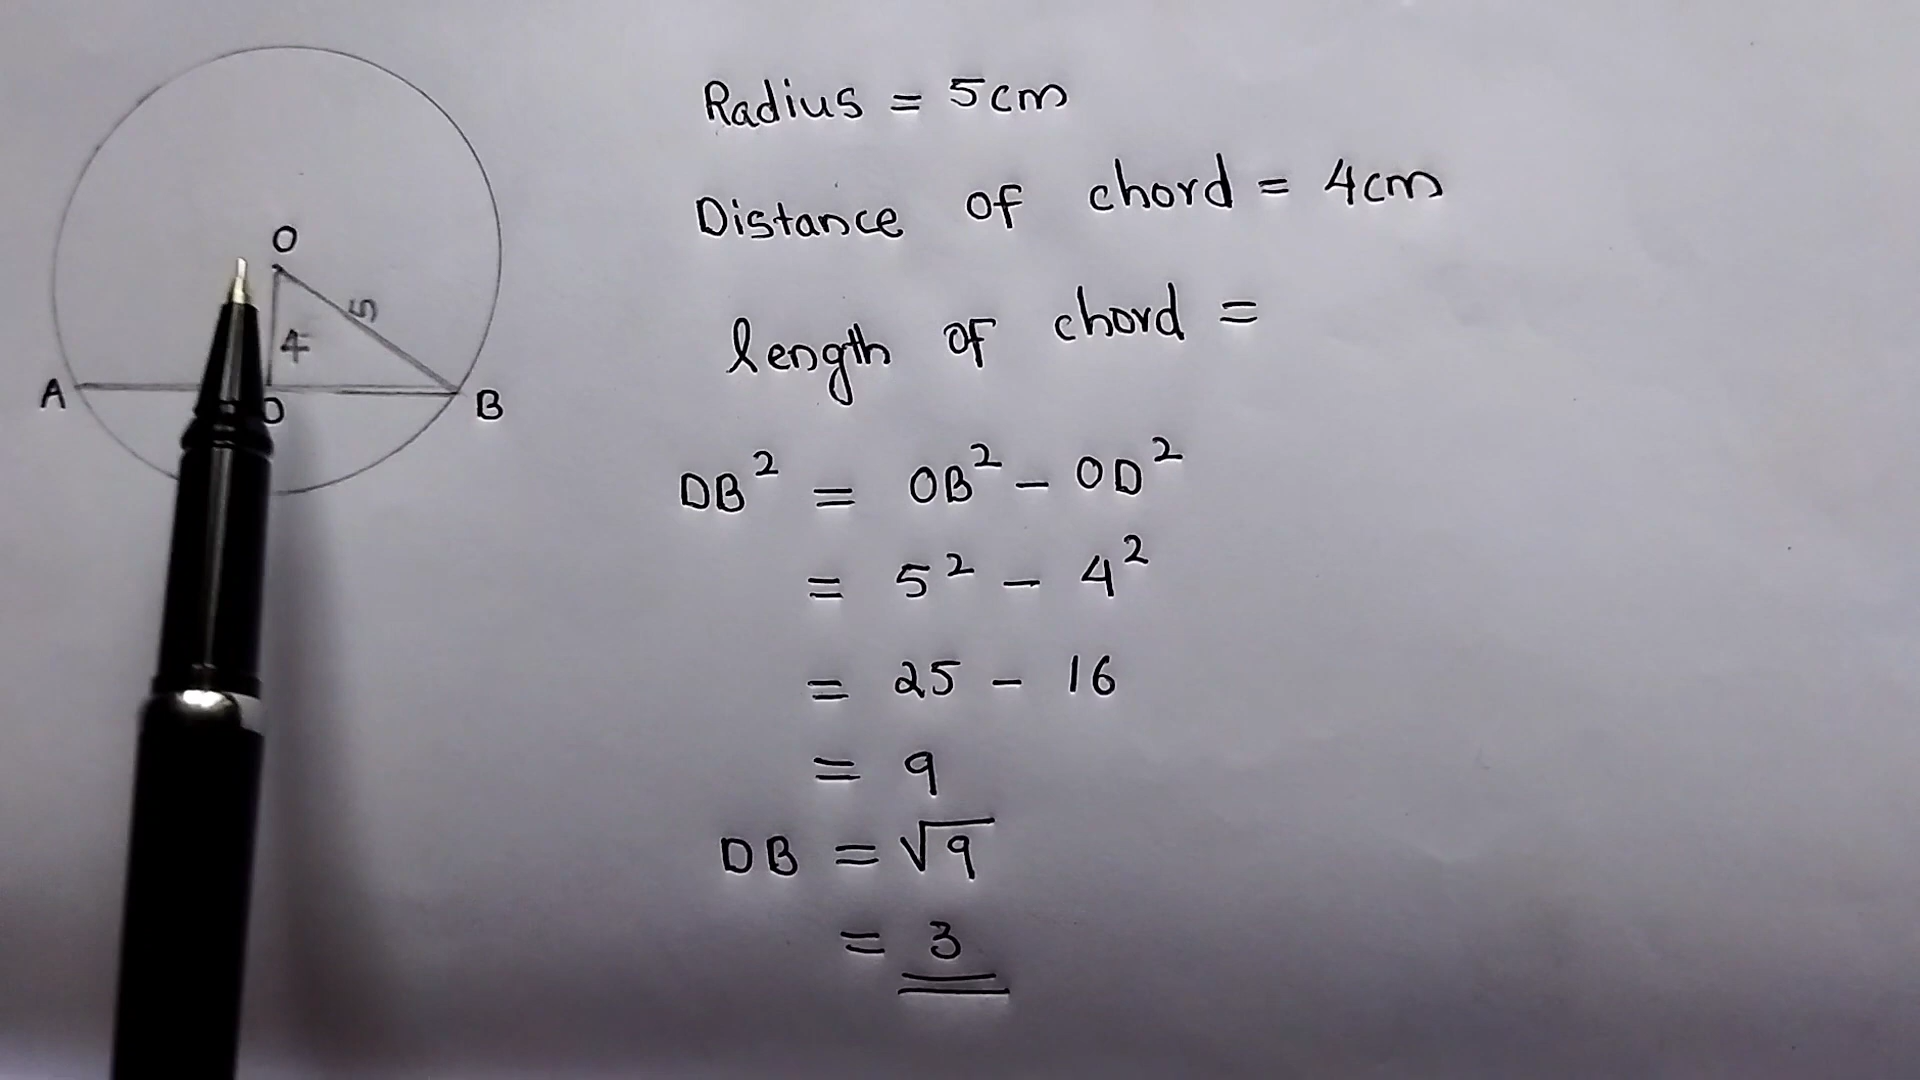 O
5
4
A
D
B
Radius = 5cm
Distance of chord = 4cm
length of chord =
DB² = OB² - OD²
= 5² - 4²
= 25 - 16
= 9
DB = √9
= 3